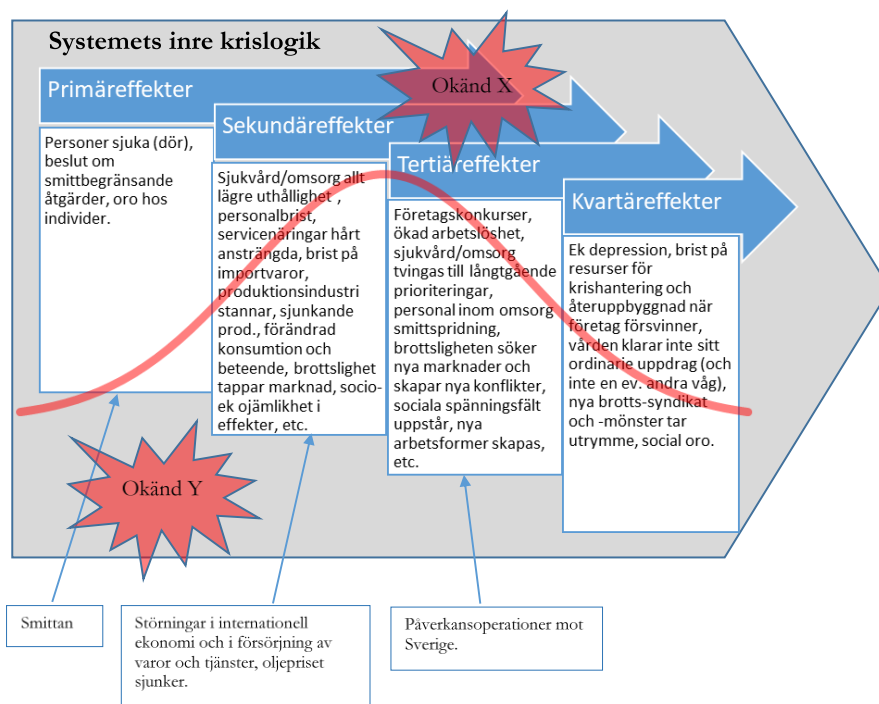 Systemets inre krislogik
Primäreffekter
Personer sjuka (dör),
beslut om
smittbegränsande
åtgärder, oro hos
individer.
Okänd X
Sekundäreffekter
Sjukvård/omsorg allt
lägre uthållighet ,
personalbrist,
servicenäringar hårt
ansträngda, brist på
importvaror,
produktionsindustri
stannar, sjunkande
prod., förändrad
konsumtion och
beteende, brottslighet
tappar marknad, socio-
ek ojämlikhet i
effekter, etc.
Tertiäreffekter
Företagskonkurser,
ökad arbetslöshet,
sjukvård/omsorg
tvingas till långtgående
prioriteringar,
personal inom omsorg
smittspridning,
brottsligheten söker
nya marknader och
skapar nya konflikter,
sociala spänningsfält
uppstår, nya
arbetsformer skapas,
etc.
Kvartäreffekter
Ek depression, brist på
resurser för
krishantering och
återuppbyggnad när
företag försvinner,
vården klarar inte sitt
ordinarie uppdrag (och
inte en ev. andra våg),
nya brotts-syndikat
och -mönster tar
utrymme, social oro.
Okänd Y
Smittan
Störningar i internationell
ekonomi och i försörjning av
varor och tjänster, oljepriset
sjunker.
Påverkansoperationer mot
Sverige.